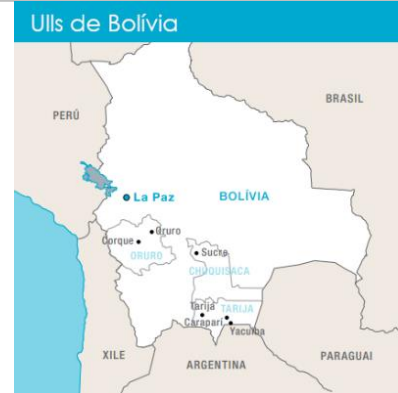 Ulls de Bolívia
BRASIL
PERÚ
La Paz
BOLÍVIA
Oruro
Corque
ORURO
Sucre
CHUQUISACA
Tarija
TARIJA
Caraparí
Yacuiba
XILE
PARAGUAI
ARGENTINA